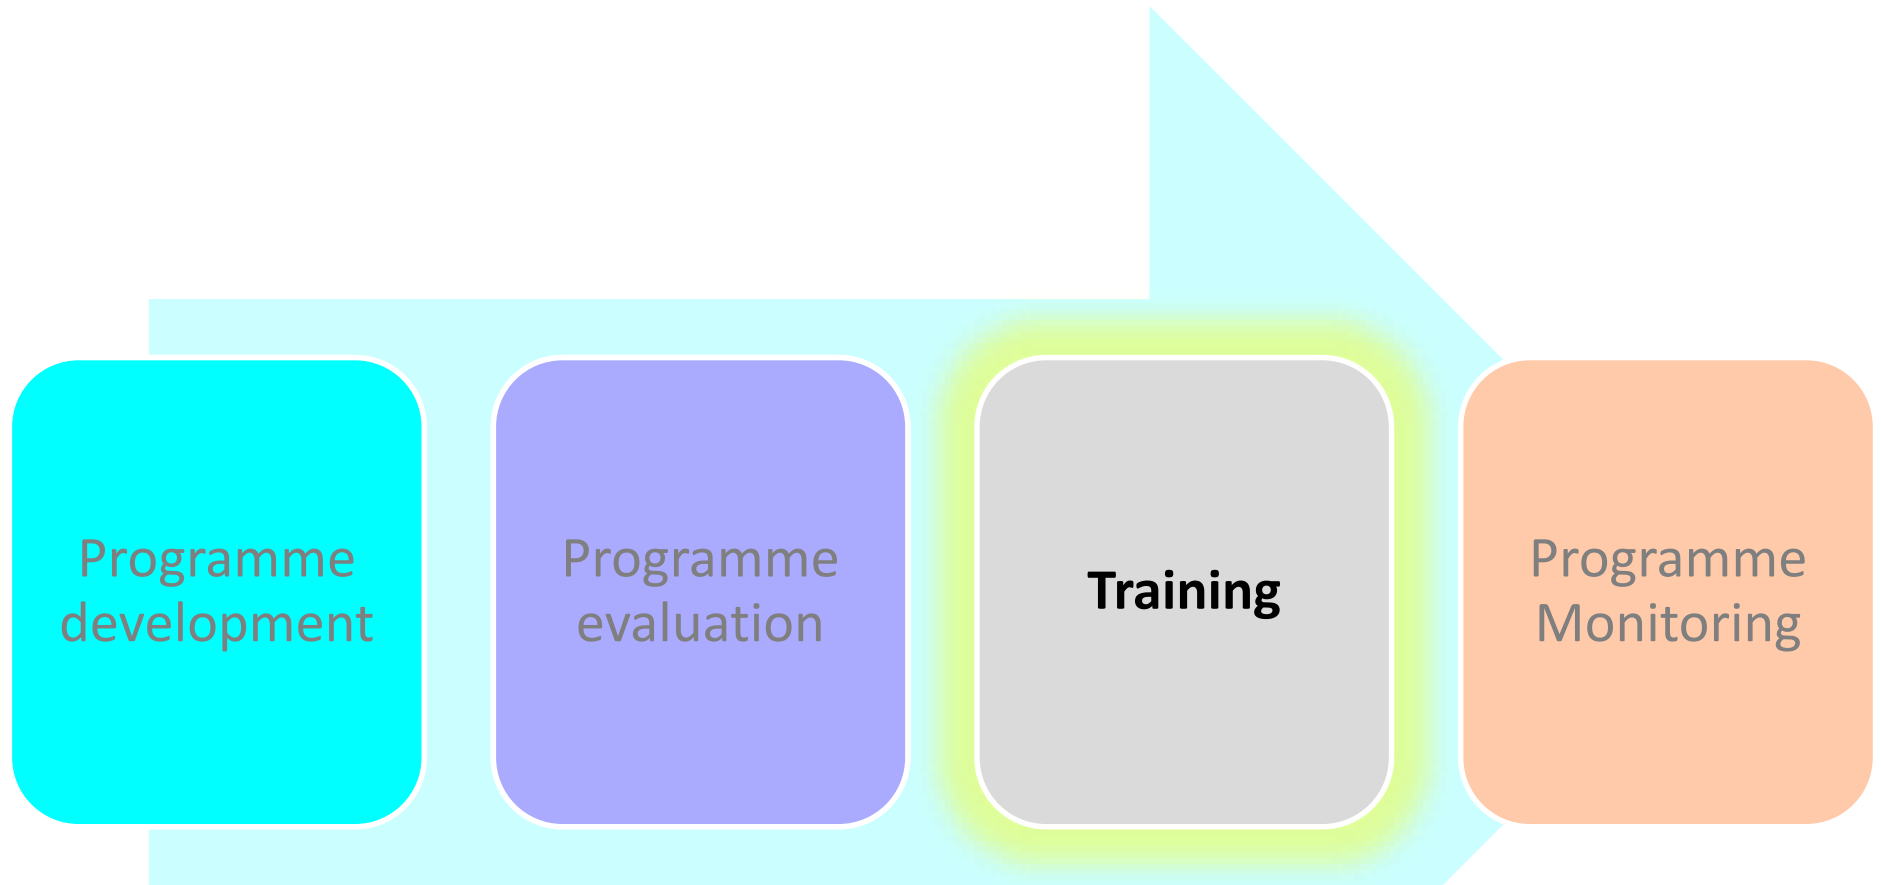 Programme
development
Programme
evaluation
Training
Programme
Monitoring